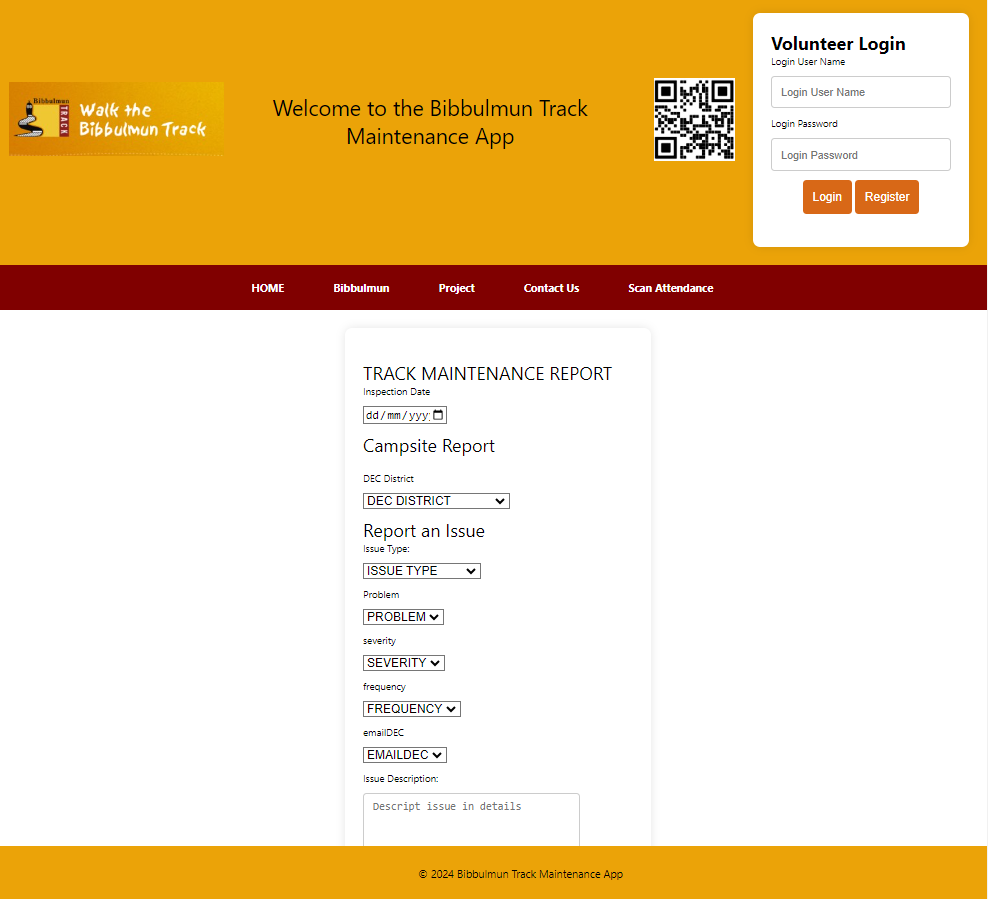 Bibbulmun
TRACK
Walk the
Bibbulmun Track
Welcome to the Bibbulmun Track
Maintenance App
Volunteer Login
Login User Name
Login User Name
Login Password
Login Password
Login Register
HOME Bibbulmun Project Contact Us Scan Attendance
TRACK MAINTENANCE REPORT
Inspection Date
dd/mm/yyy
Campsite Report
DEC District
DEC DISTRICT
Report an Issue
Issue Type:
ISSUE TYPE
Problem
PROBLEM
severity
SEVERITY
frequency
FREQUENCY
emailDEC
EMAILDEC
Issue Description:
Descript issue in details
© 2024 Bibbulmun Track Maintenance App